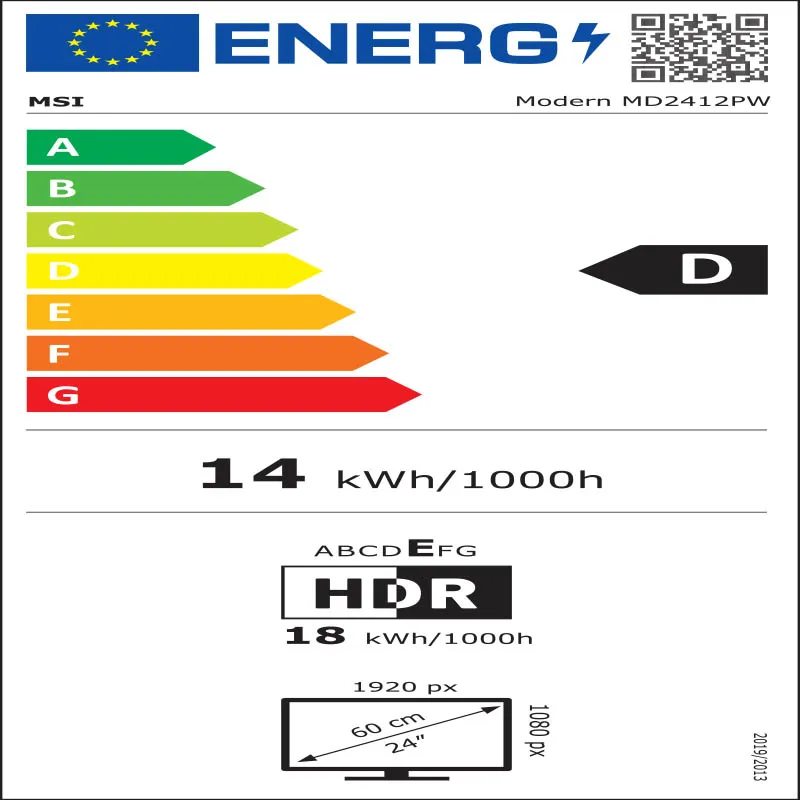 ENERG
MSI
Modern MD2412PW
A
B
C
D
D
E
F
G
14 kWh/1000h
ABCDEFG
HDR
18 kWh/1000h
1920 px
1080 px
60 cm
24"
2019/2013